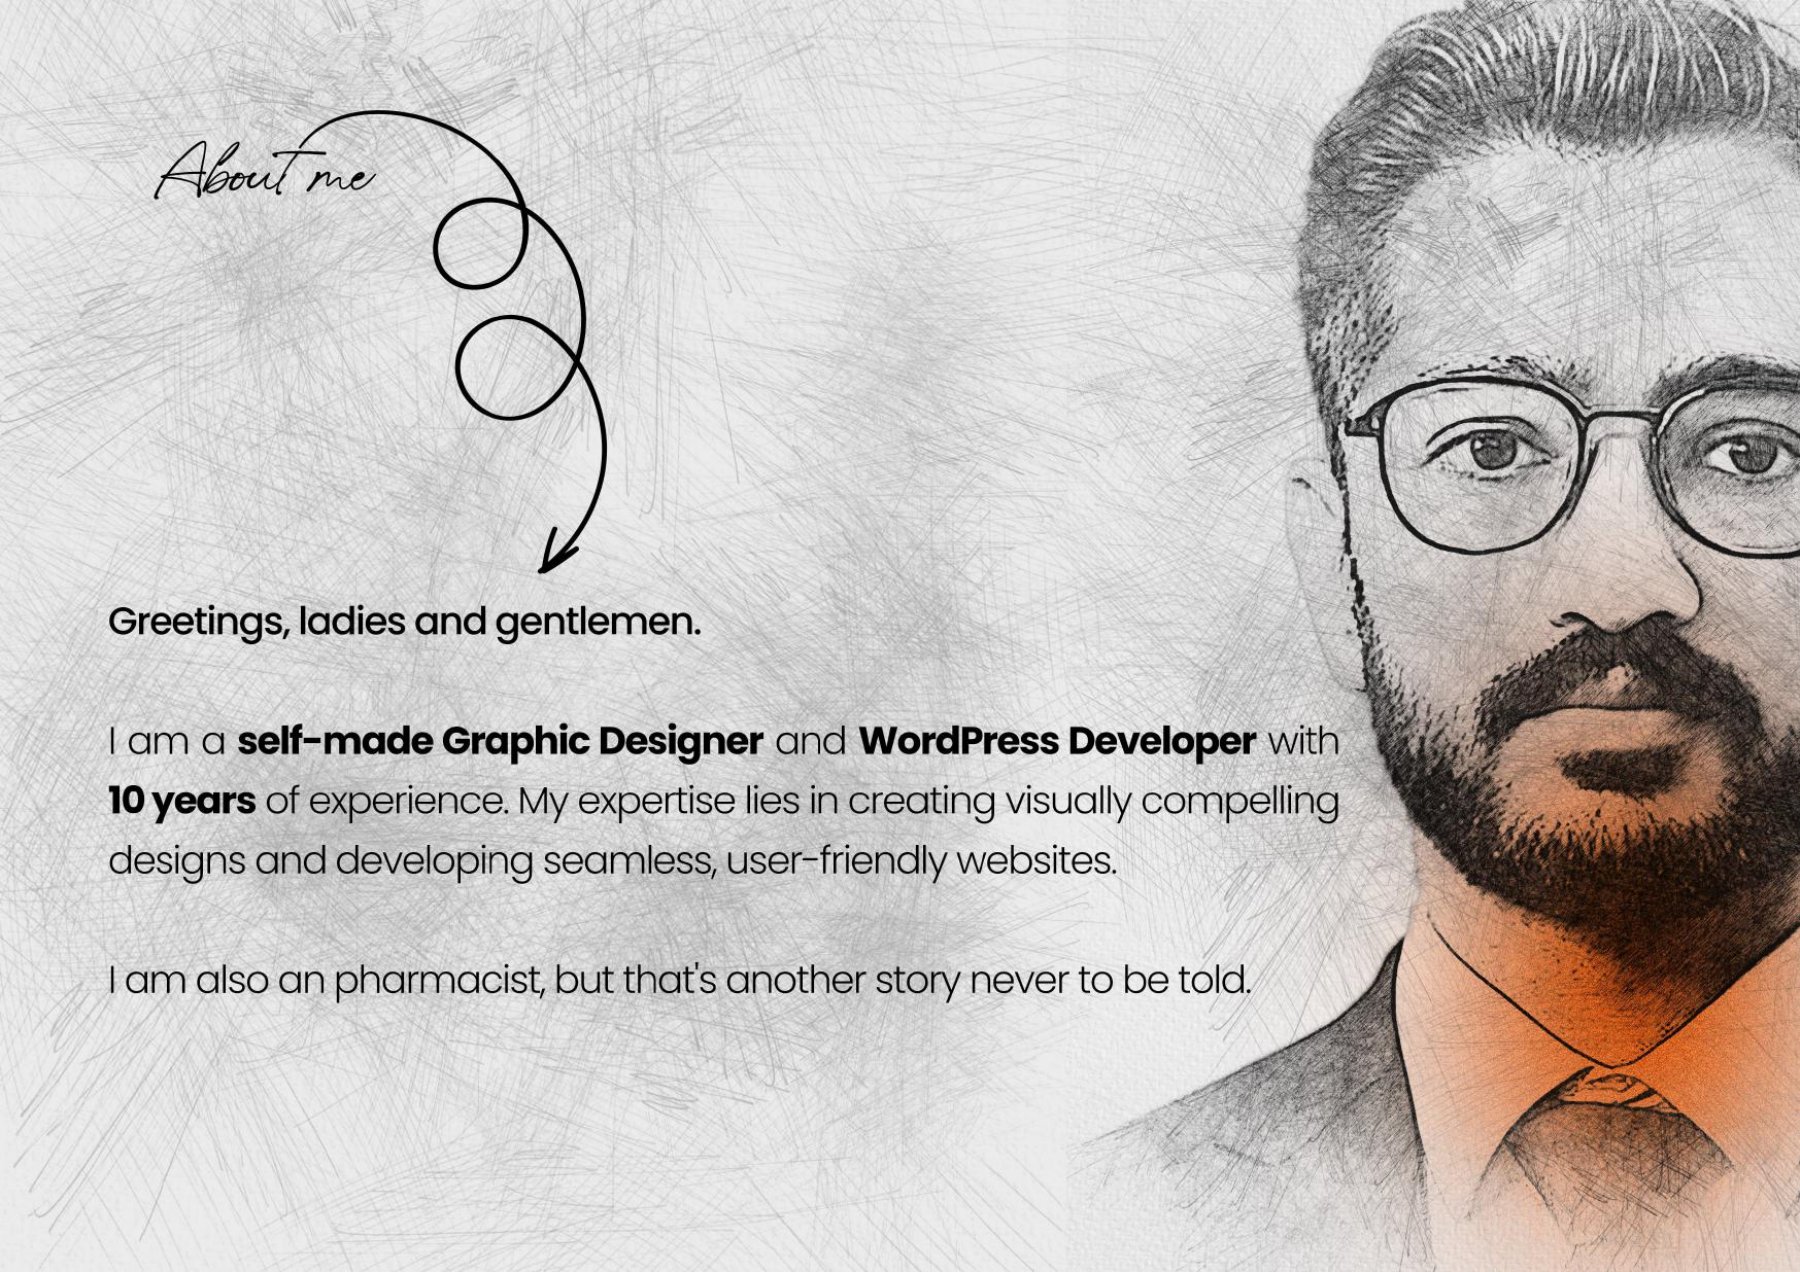 About me
Greetings, ladies and gentlemen.
I am a self-made Graphic Designer and WordPress Developer with
10 years of experience. My expertise lies in creating visually compelling
designs and developing seamless, user-friendly websites.
I am also an pharmacist, but that's another story never to be told.